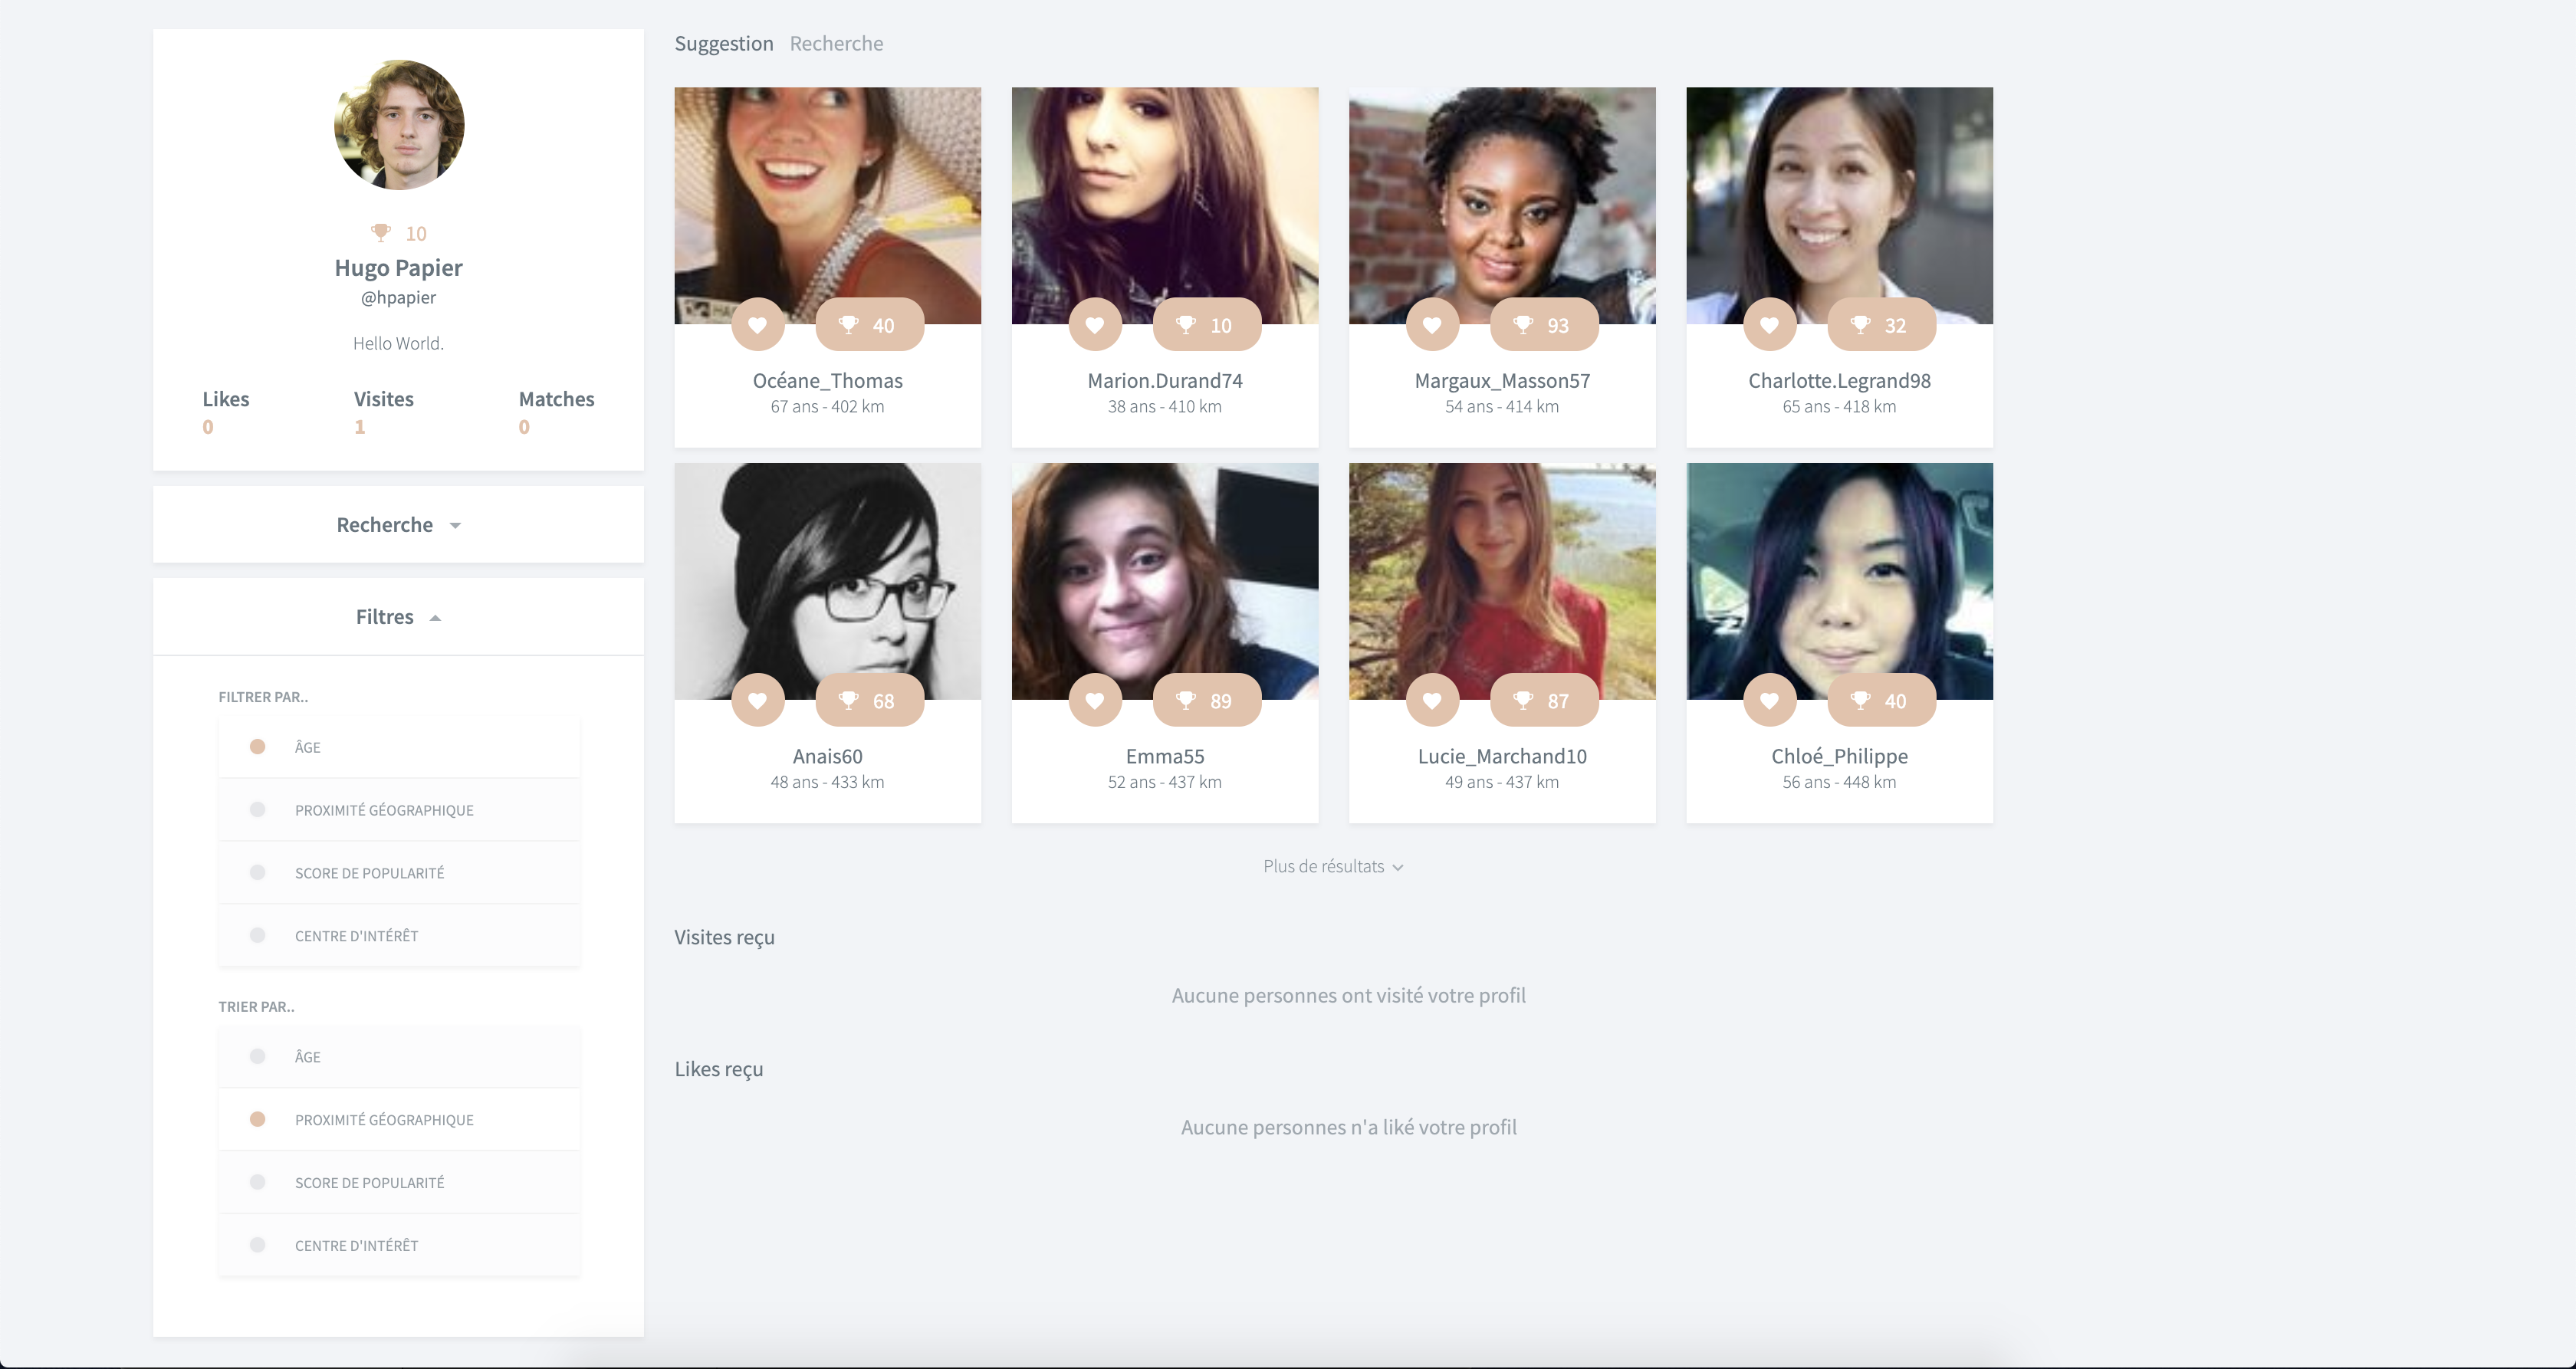 10
Hugo Papier
@hpapier
Hello World.
Likes Visites Matches
0 1 0
Recherche
Filtres
FILTRER PAR..
ÂGE
PROXIMITÉ GÉOGRAPHIQUE
SCORE DE POPULARITÉ
CENTRE D'INTÉRÊT
TRIER PAR..
ÂGE
PROXIMITÉ GÉOGRAPHIQUE
SCORE DE POPULARITÉ
CENTRE D'INTÉRÊT
Suggestion Recherche
40
Océane_Thomas
67 ans - 402 km
10
Marion.Durand74
38 ans - 410 km
93
Margaux_Masson57
54 ans - 414 km
32
Charlotte.Legrand98
65 ans - 418 km
68
Anais60
48 ans - 433 km
89
Emma55
52 ans - 437 km
87
Lucie_Marchand10
49 ans - 437 km
40
Chloé_Philippe
56 ans - 448 km
Plus de résultats
Visites reçu
Aucune personnes ont visité votre profil
Likes reçu
Aucune personnes n'a liké votre profil